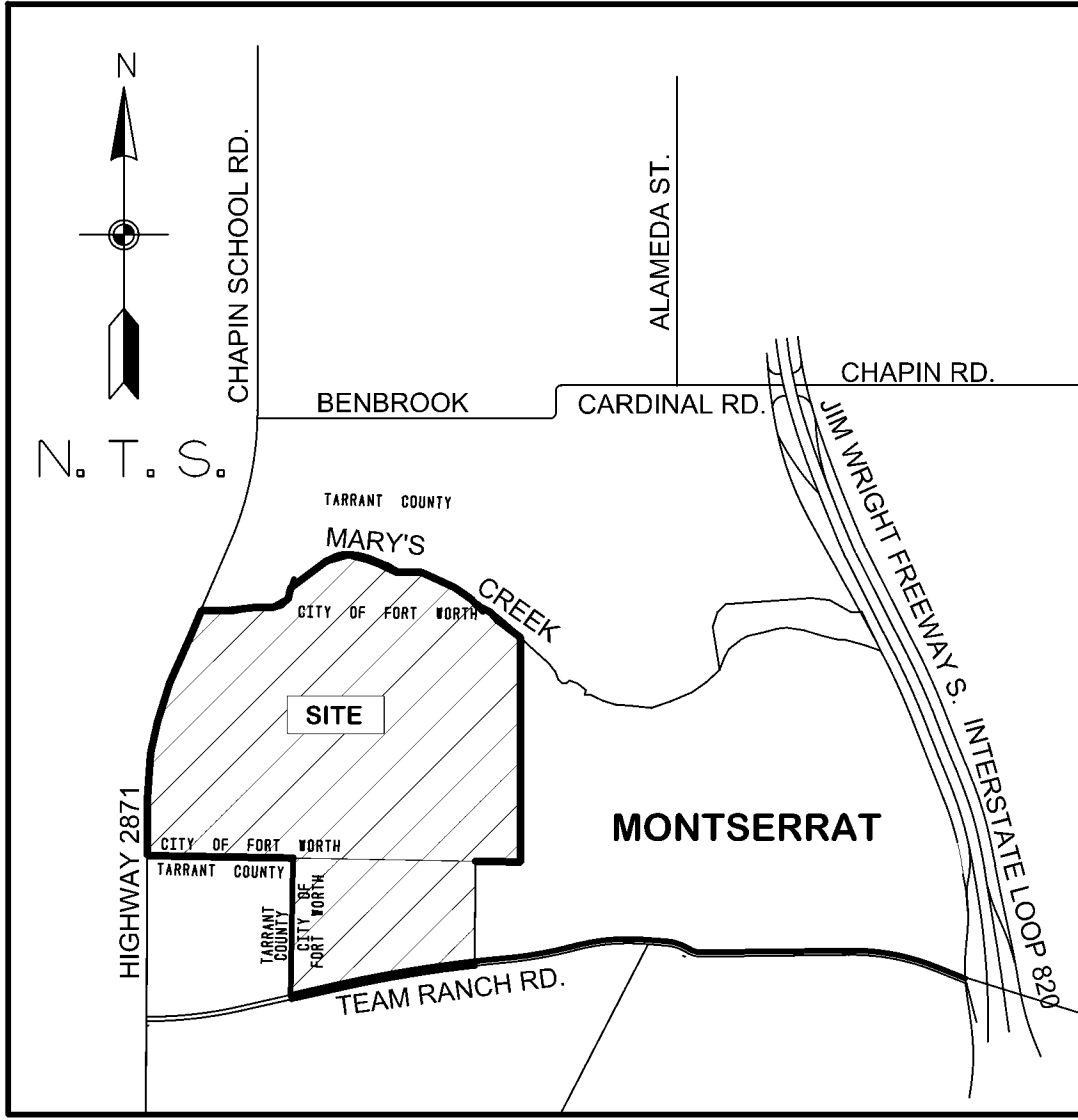 N
CHAPIN SCHOOL RD.
ALAMEDA ST.
CHAPIN RD.
BENBROOK
CARDINAL RD.
N. T. S.
JIM WRIGHT FREEWAY S. INTERSTATE LOOP 820
TARRANT COUNTY
MARY'S
CREEK
CITY OF FORT WORTH
SITE
HIGHWAY 2871
MONTSERRAT
CITY OF FORT WORTH
TARRANT COUNTY
TARRANT
COUNTY
CITY OF
FORT WORTH
TEAM RANCH RD.